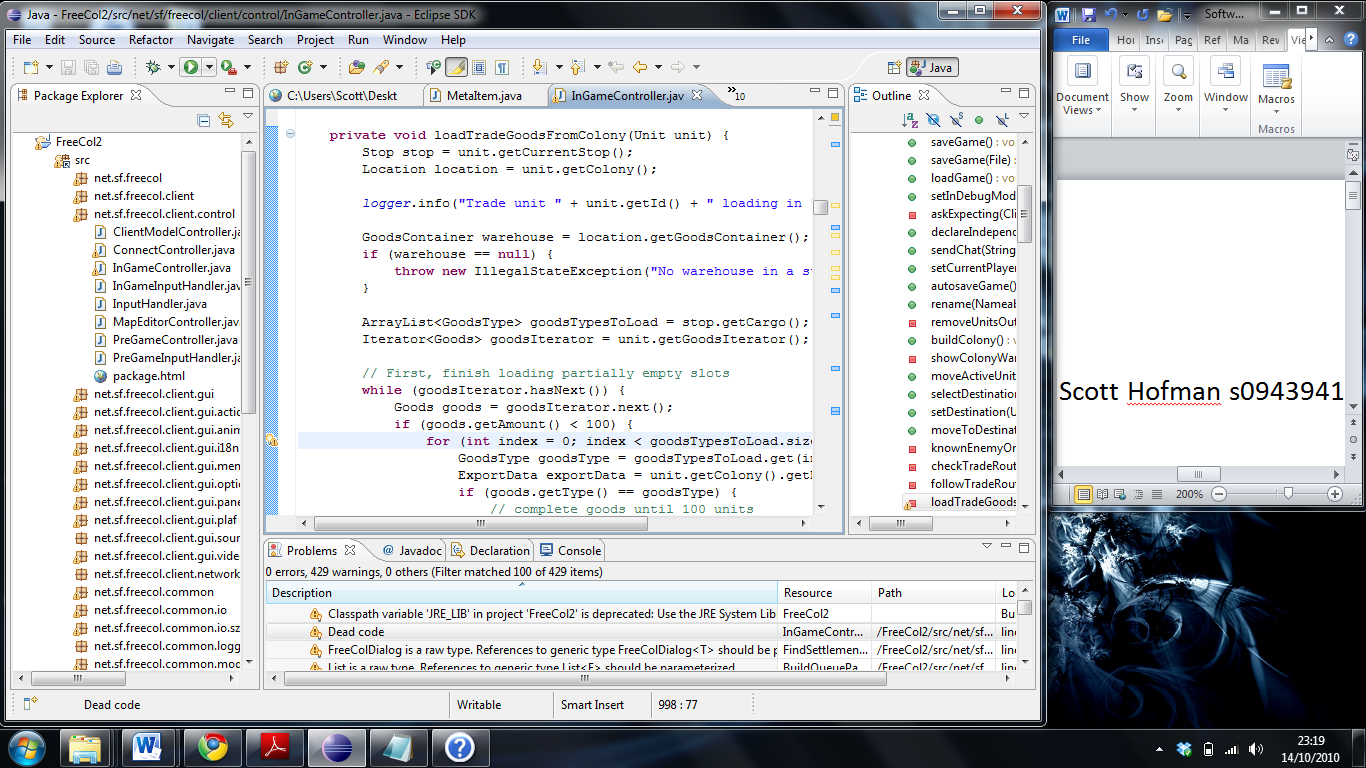 Java - FreeCol2/src/net/sf/freecol/client/control/InGameController.java - Eclipse SDK
File Edit Source Refactor Navigate Search Project Run Window Help
Java
Package Explorer
FreeCol2
src
net.sf.freecol
net.sf.freecol.client
net.sf.freecol.client.control
ClientModelController.java
ConnectController.java
InGameController.java
InGameInputHandler.java
InputHandler.java
MapEditorController.java
PreGameController.java
PreGameInputHandler.ja
package.html
net.sf.freecol.client.gui
net.sf.freecol.client.gui.actic
net.sf.freecol.client.gui.anim
net.sf.freecol.client.gui.i18n
net.sf.freecol.client.gui.men
net.sf.freecol.client.gui.optic
net.sf.freecol.client.gui.pane
net.sf.freecol.client.gui.plaf
net.sf.freecol.client.gui.sour
net.sf.freecol.client.gui.vide
net.sf.freecol.client.network
net.sf.freecol.common
net.sf.freecol.common.io
net.sf.freecol.common.io.sz
net.sf.freecol.common.logg
net.sf.freecol.common.mod
C:\Users\Scott\Deskt MetaItem.java InGameController.jav »10
private void loadTradeGoodsFromColony(Unit unit) {
Stop stop = unit.getCurrentStop();
Location location = unit.getColony();
logger.info("Trade unit " + unit.getId() + " loading in
GoodsContainer warehouse = location.getGoodsContainer();
if (warehouse == null) {
throw new IllegalStateException("No warehouse in a st
}
ArrayList<GoodsType> goodsTypesToLoad = stop.getCargo();
Iterator<Goods> goodsIterator = unit.getGoodsIterator();
// First, finish loading partially empty slots
while (goodsIterator.hasNext()) {
Goods goods = goodsIterator.next();
if (goods.getAmount() < 100) {
for (int index = 0; index < goodsTypesToLoad.size
GoodsType goodsType = goodsTypesToLoad.get(in
ExportData exportData = unit.getColony().getE
if (goods.getType() == goodsType) {
// complete goods until 100 units
Outline
saveGame() : vo
saveGame(File) :
loadGame() : vo
setInDebugMod
askExpecting(Cli
declareIndepenc
sendChat(String
setCurrentPlayer
autosaveGame()
rename(Nameab
removeUnitsOut
buildColony() : v
showColonyWar
moveActiveUnit
selectDestination
setDestination(U
moveToDestinat
knownEnemyOr
checkTradeRout
followTradeRout
loadTradeGoods
Problems Javadoc Declaration Console
0 errors, 429 warnings, 0 others (Filter matched 100 of 429 items)
Description Resource Path Lo
Classpath variable 'JRE_LIB' in project 'FreeCol2' is deprecated: Use the JRE System Lib FreeCol2 Bu
Dead code InGameContr... /FreeCol2/src/net/sf... line
FreeColDialog is a raw type. References to generic type FreeColDialog<T> should be p FindSettlemen... /FreeCol2/src/net/sf... line
List is a raw type. References to generic type List<E> should be parameterized BuildQueuePa... /FreeCol2/src/net/sf... line
Dead code Writable Smart Insert 998 : 77
Softw...
File Hor Inse Pag Ref Ma Rev Vie
Document Views Show Zoom Window Macros
Macros
Scott Hofman s0943941
200%
23:19
14/10/2010